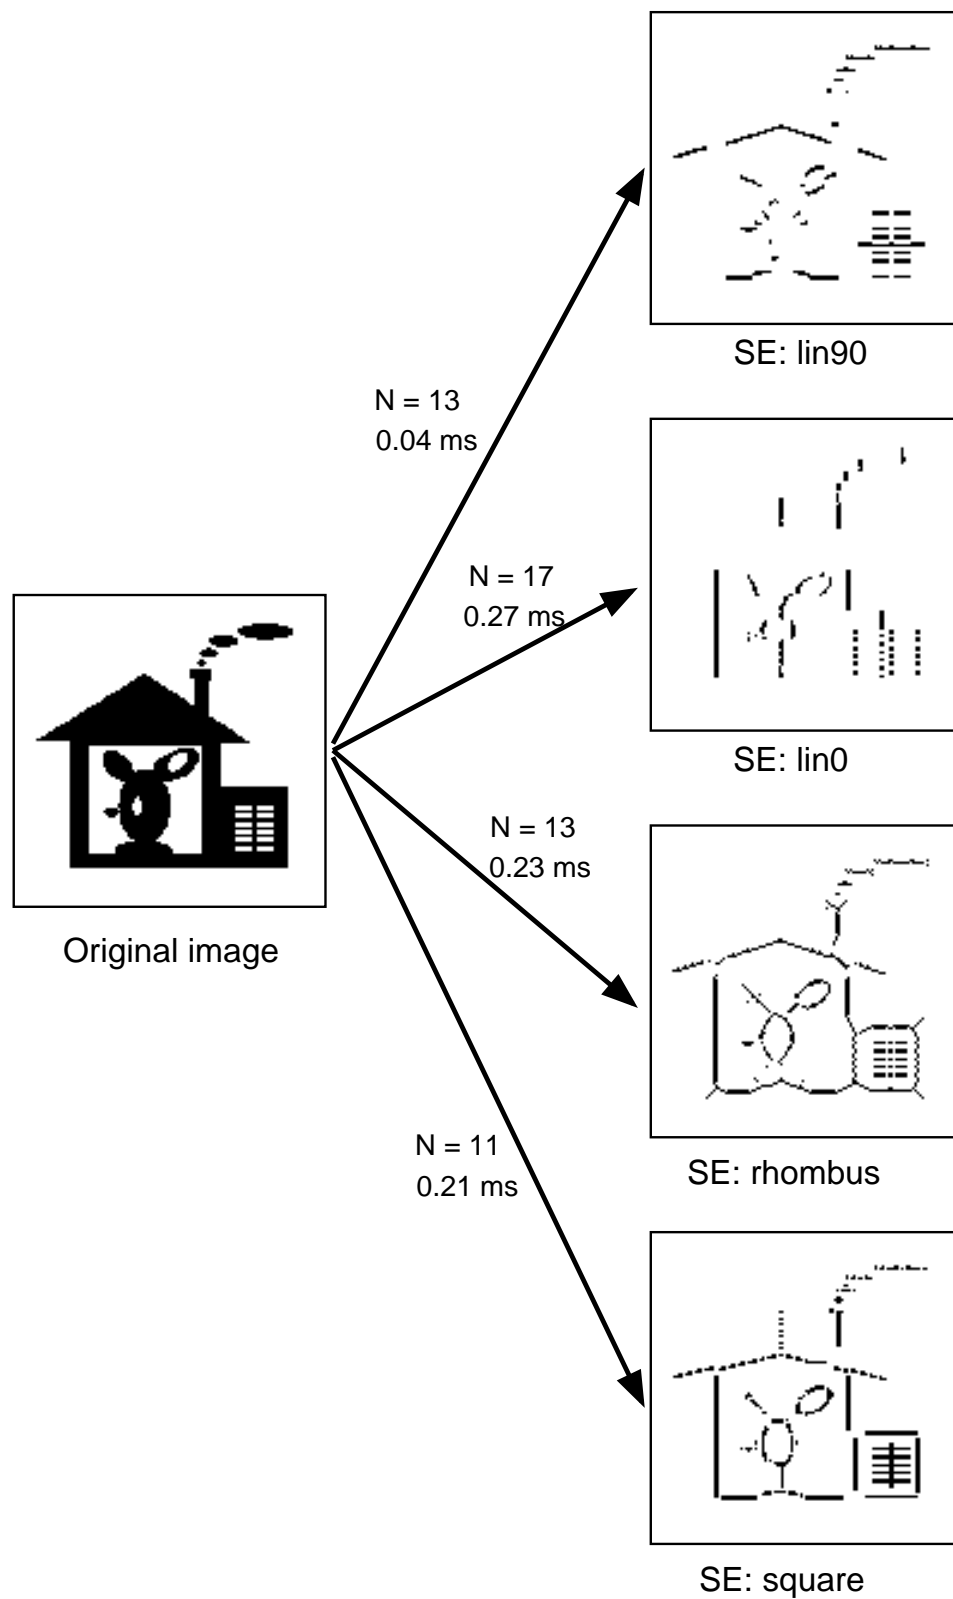 SE: lin90
N = 13
0.04 ms
N = 17
0.27 ms
SE: lin0
N = 13
0.23 ms
Original image
N = 11
0.21 ms
SE: rhombus
SE: square